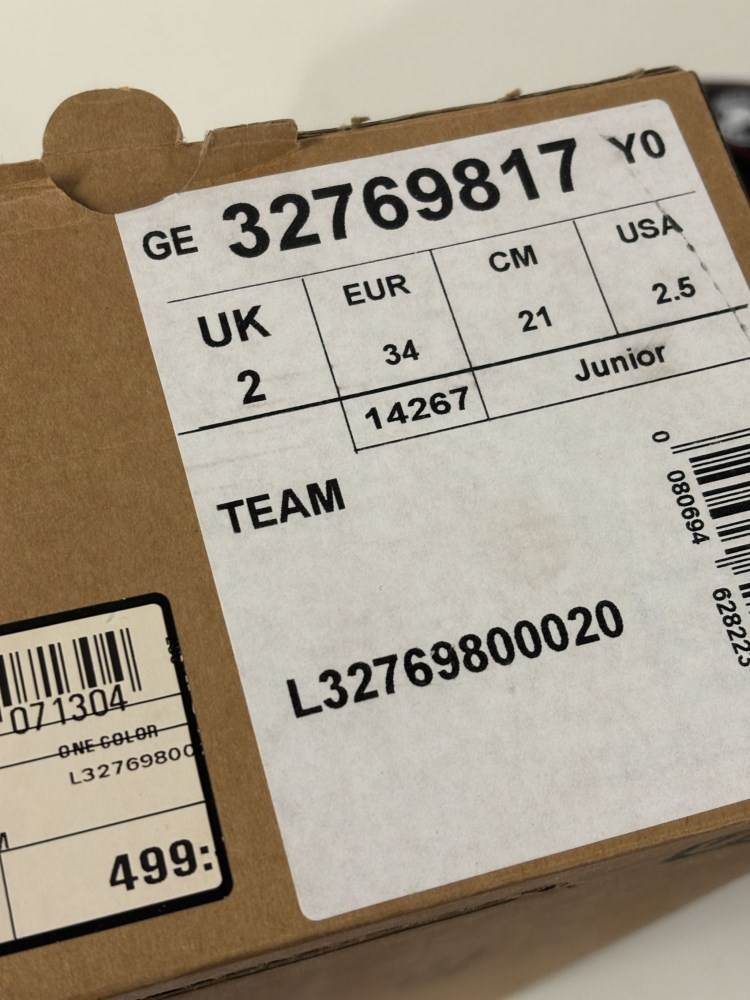 GE 32769817 Y0
UK EUR CM USA
2 34 21 2.5
14267 Junior
TEAM
0 080694 628223
L32769800020
071304
ONE COLOR
L32769800
499: